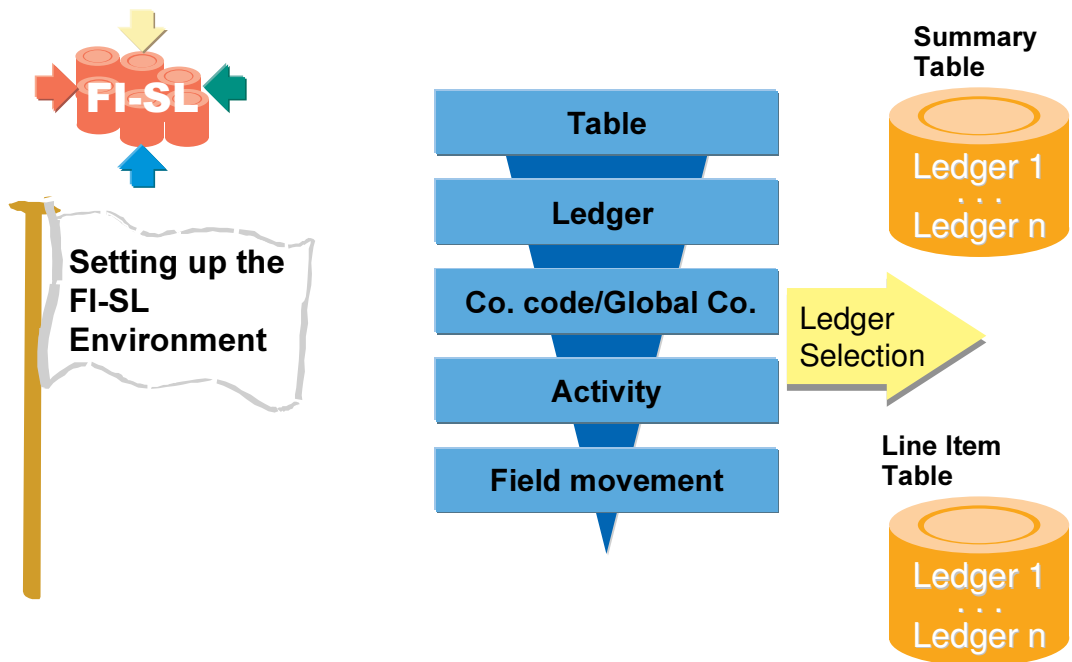 FI-SL
Setting up the
FI-SL
Environment
Table
Ledger
Co. code/Global Co.
Activity
Field movement
Ledger
Selection
Summary
Table
Ledger 1
. . .
Ledger n
Line Item
Table
Ledger 1
. . .
Ledger n